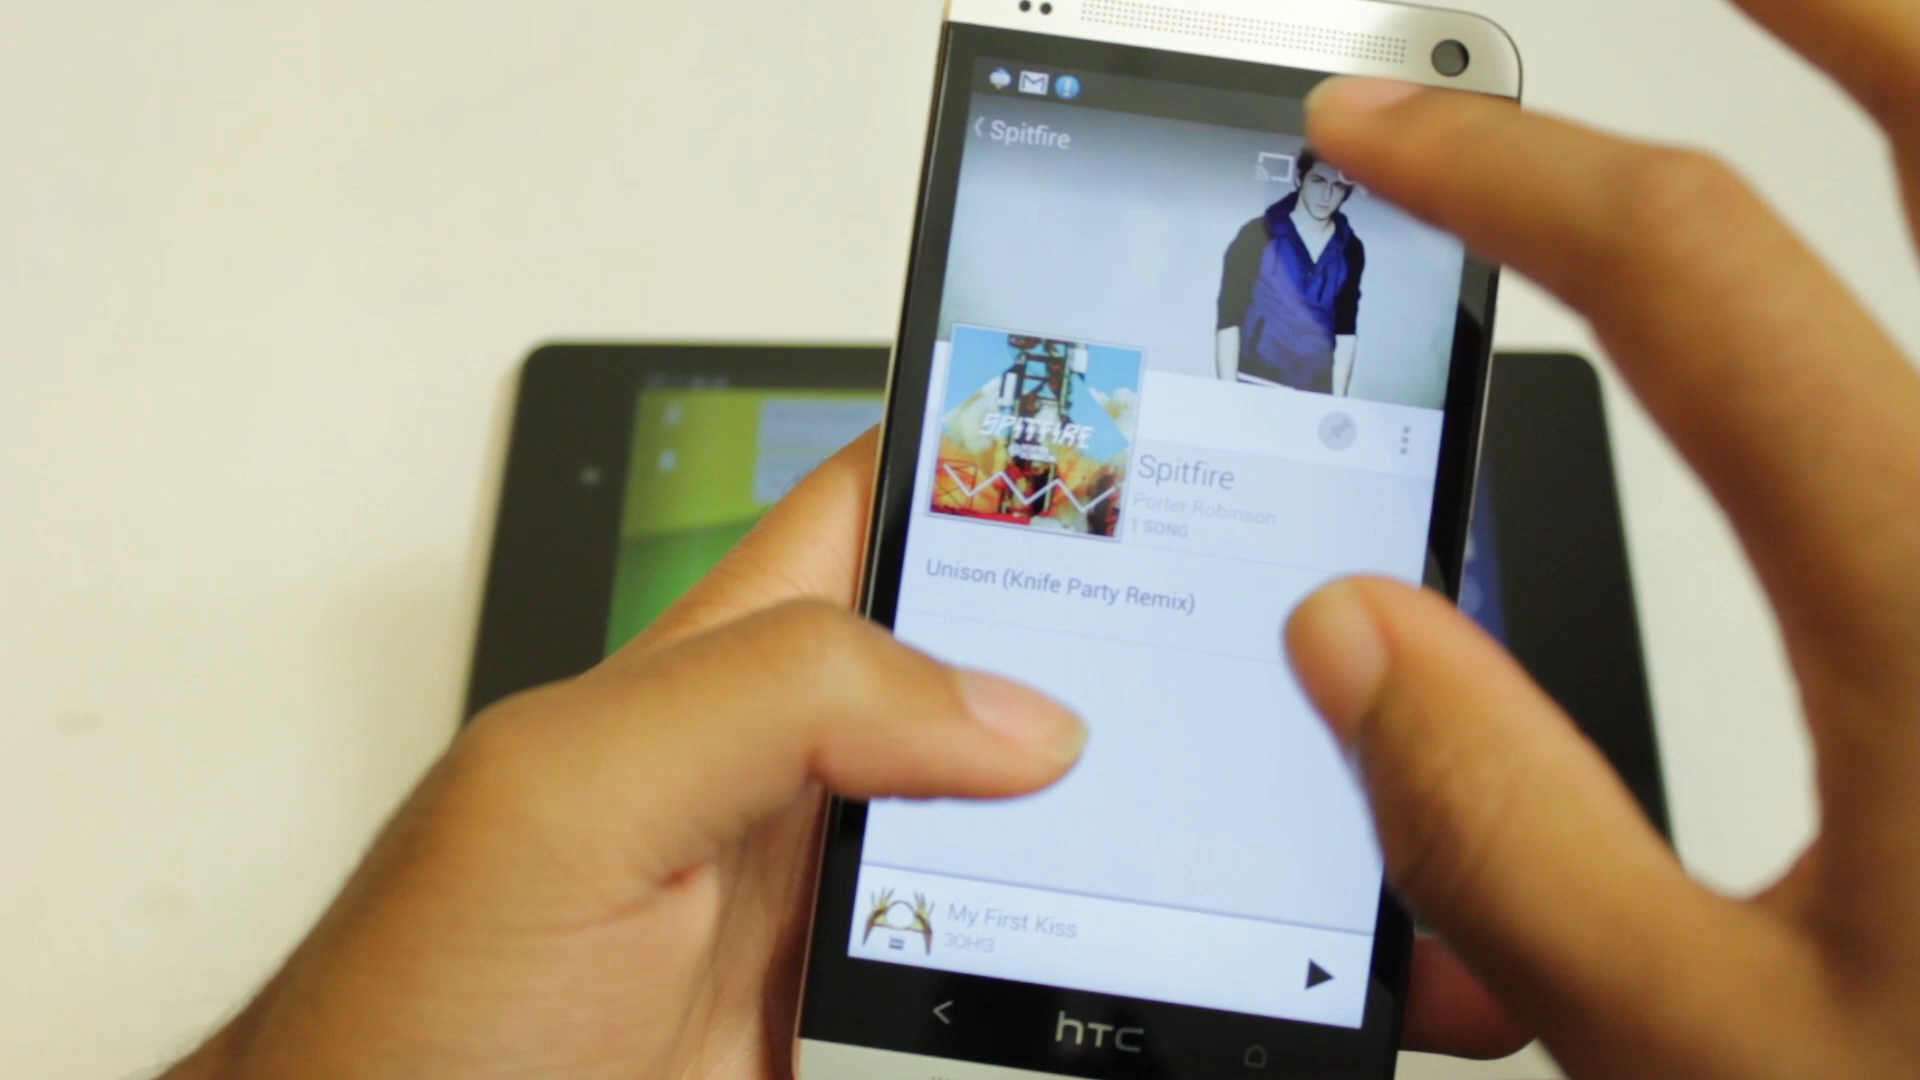 Spitfire
SPITFIRE
Spitfire
Porter Robinson
1 SONG
Unison (Knife Party Remix)
My First Kiss
3OH!3
hTC